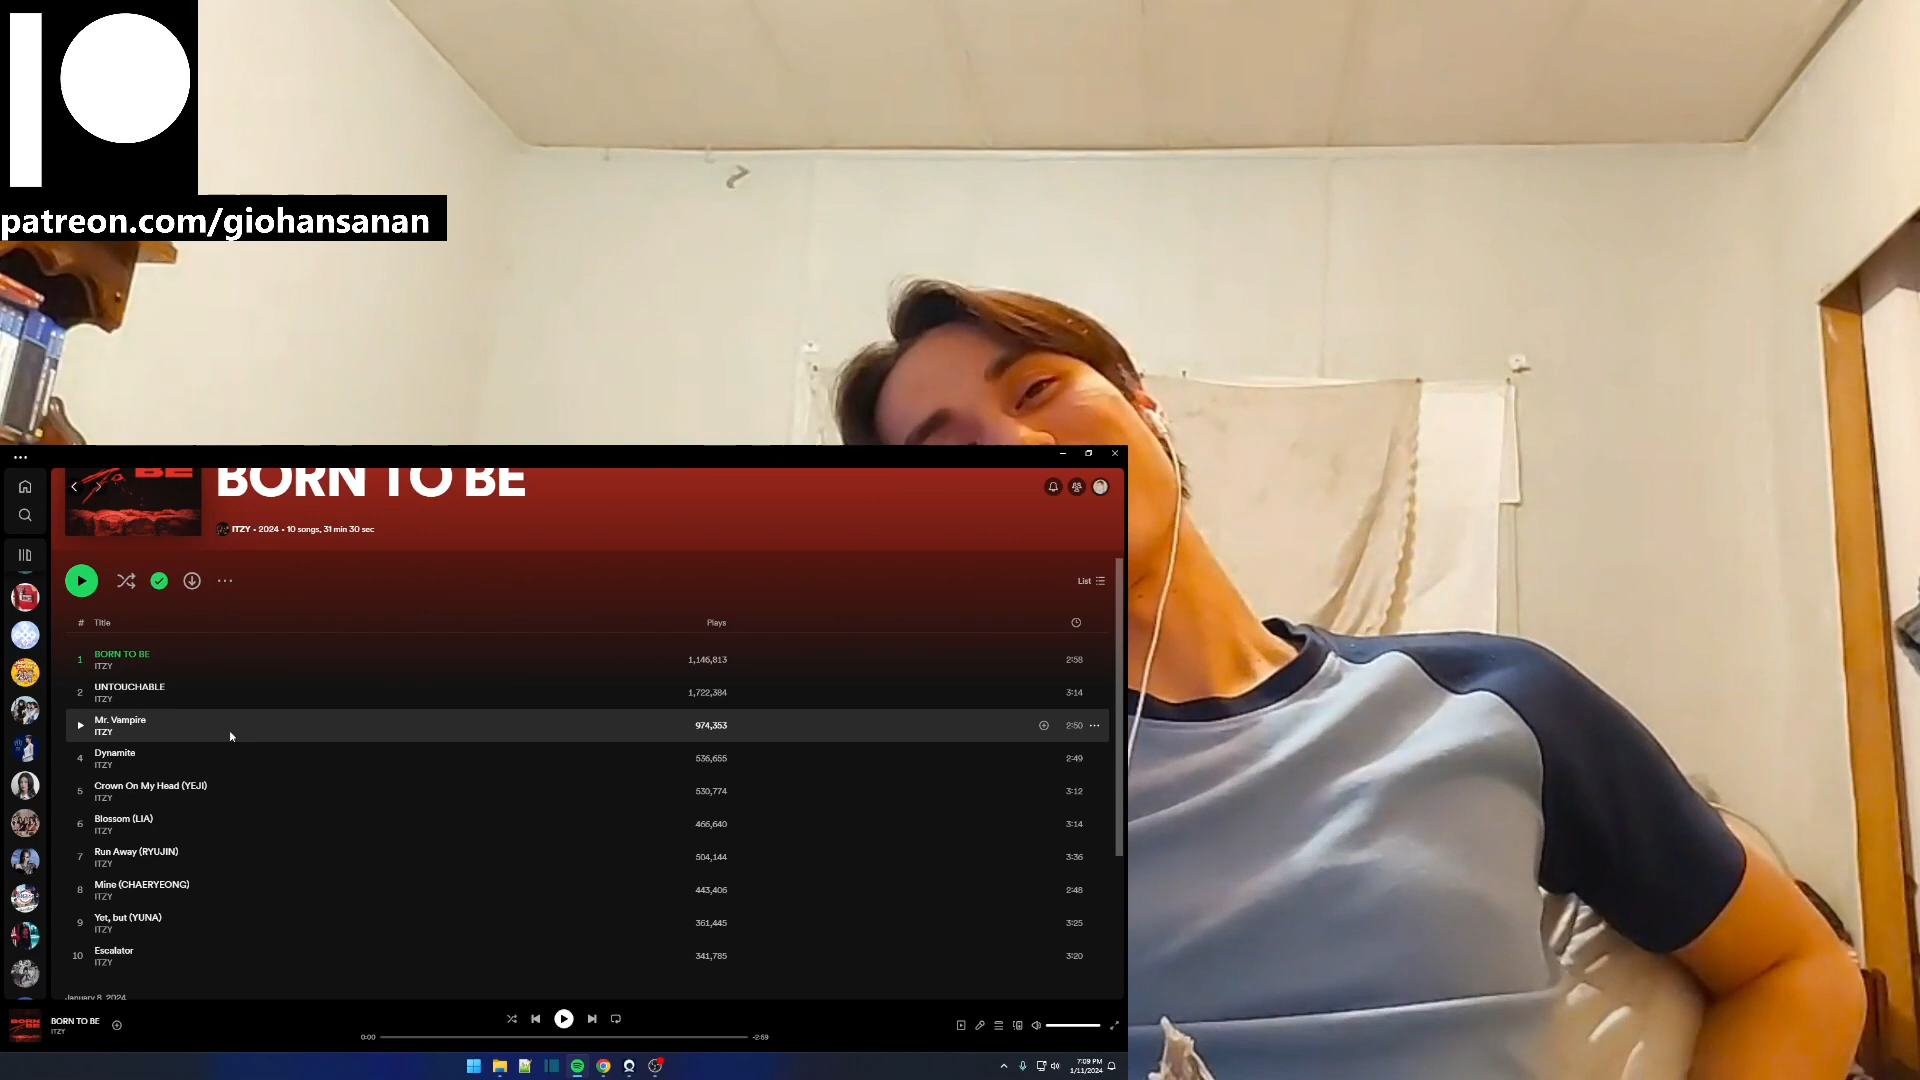 patreon.com/giohansanan
BE
BORN TO BE
ITZY • 2024 • 10 songs, 31 min 30 sec
List
# Title Plays
1 BORN TO BE 1,146,813 2:58
ITZY
2 UNTOUCHABLE 1,722,384 3:14
ITZY
Mr. Vampire 974,353 2:50
ITZY
4 Dynamite 536,655 2:49
ITZY
5 Crown On My Head (YEJI) 530,774 3:12
ITZY
6 Blossom (LIA) 466,640 3:14
ITZY
7 Run Away (RYUJIN) 504,144 3:36
ITZY
8 Mine (CHAERYEONG) 443,406 2:48
ITZY
9 Yet, but (YUNA) 361,445 3:25
ITZY
10 Escalator 341,785 3:20
ITZY
January 8, 2024
BORN TO BE
ITZY
0:00 -2:59
7:09 PM
1/11/2024